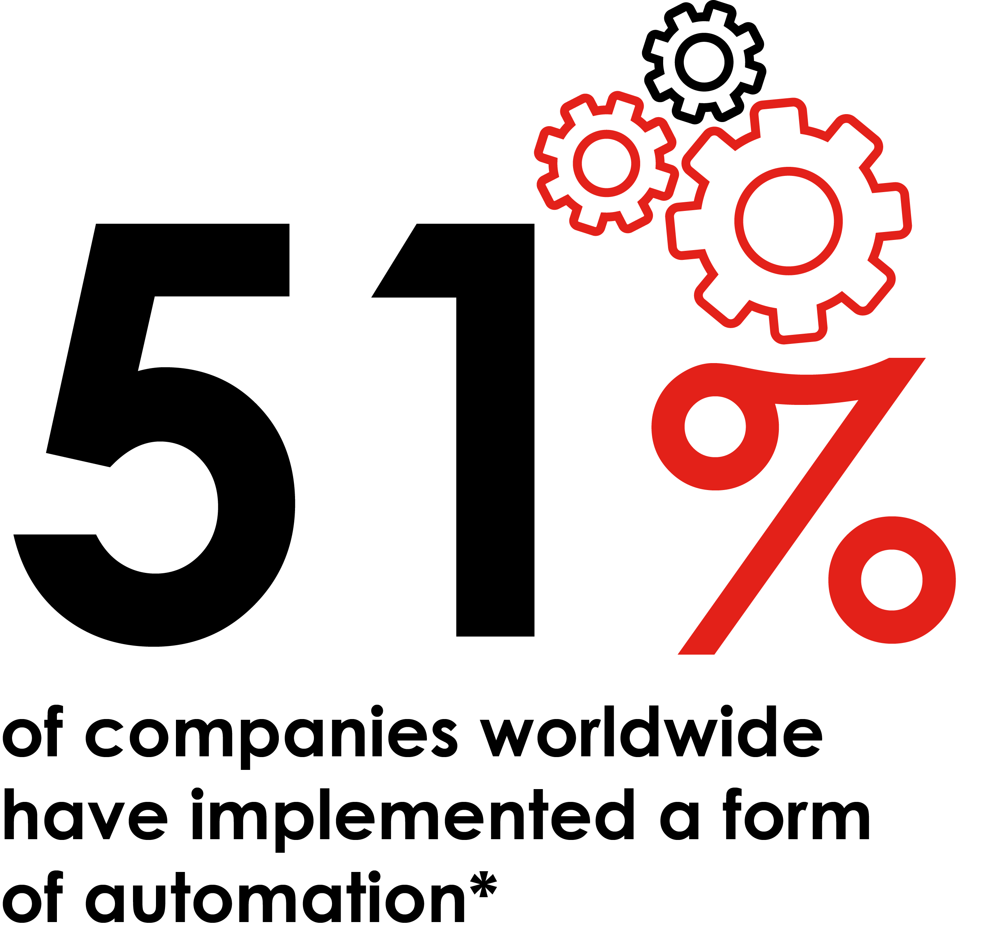 51%
of companies worldwide
have implemented a form
of automation*